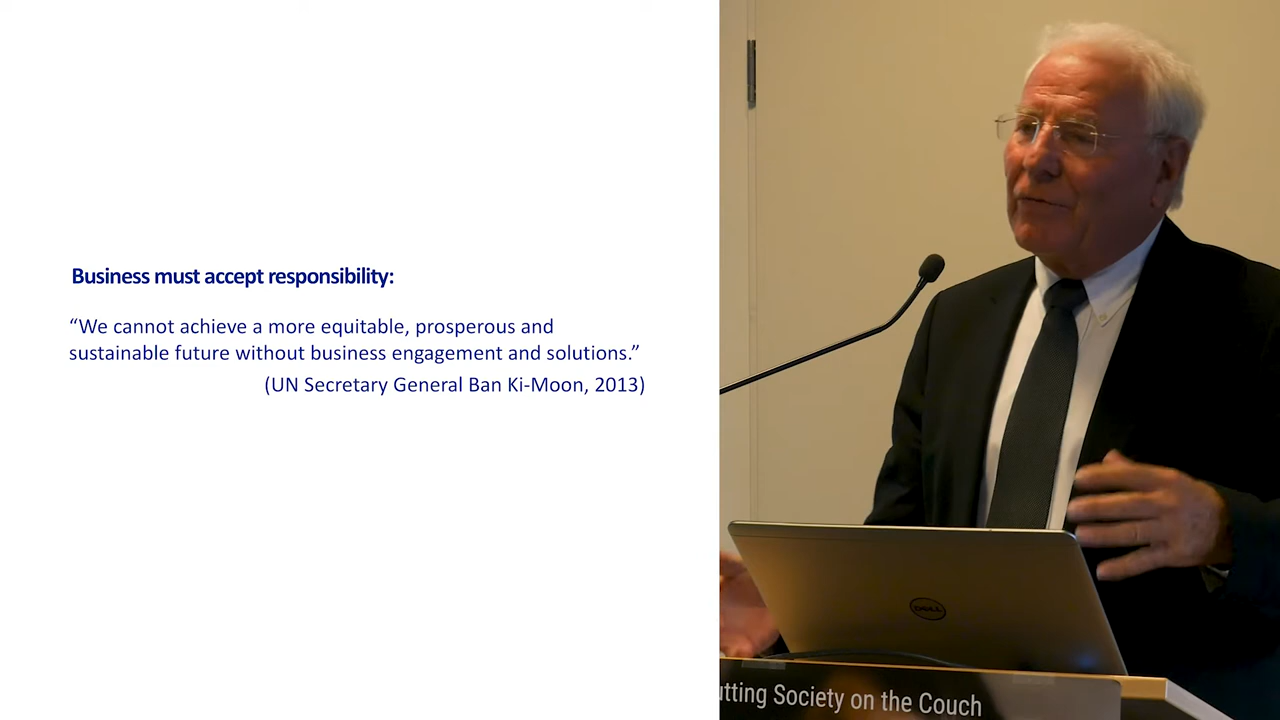 Business must accept responsibility:
“We cannot achieve a more equitable, prosperous and
sustainable future without business engagement and solutions.”
(UN Secretary General Ban Ki-Moon, 2013)
DELL
Society on the Couch